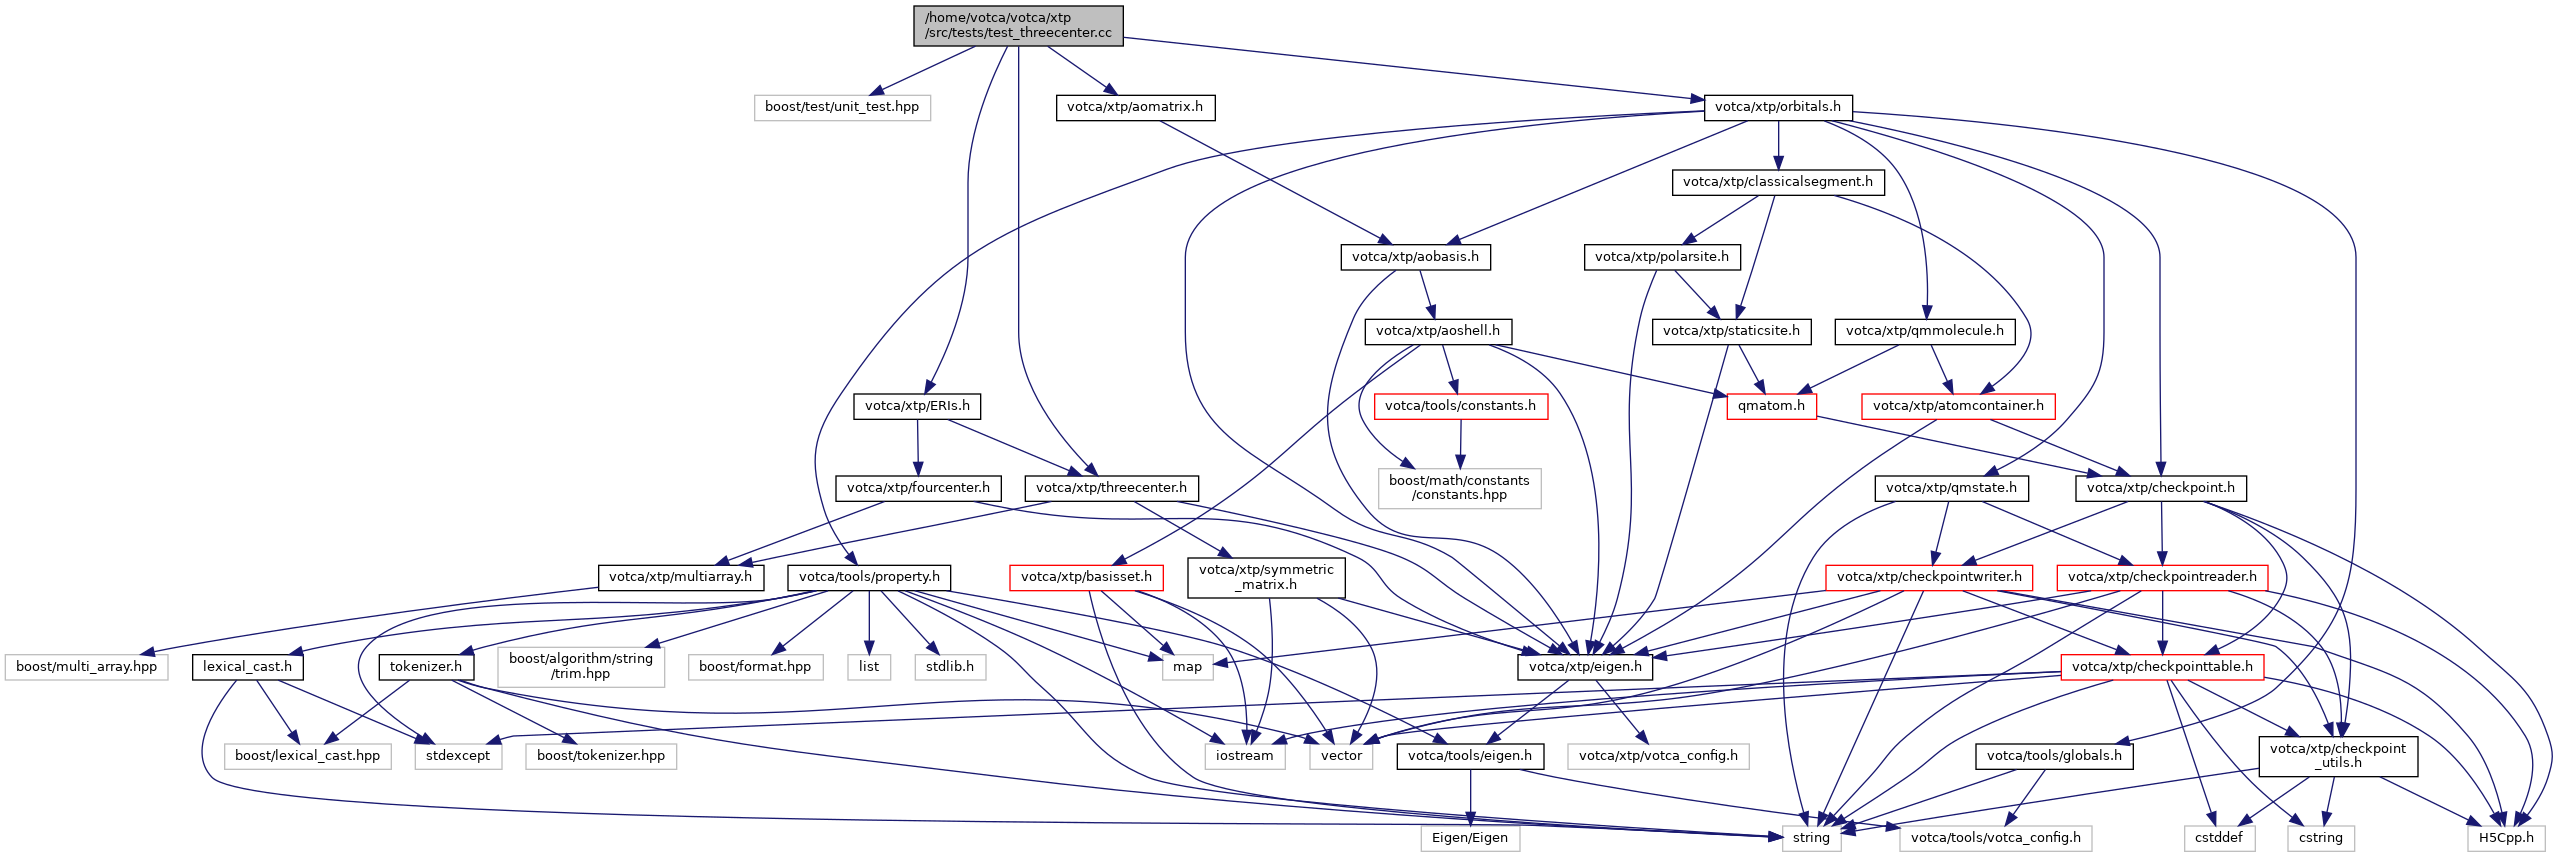 /home/votca/votca/xtp
/src/tests/test_threecenter.cc
boost/test/unit_test.hpp
votca/xtp/aomatrix.h
votca/xtp/orbitals.h
votca/xtp/classicalsegment.h
votca/xtp/aobasis.h
votca/xtp/polarsite.h
votca/xtp/aoshell.h
votca/xtp/staticsite.h
votca/xtp/qmmolecule.h
votca/xtp/ERIs.h
votca/tools/constants.h
qmatom.h
votca/xtp/atomcontainer.h
votca/xtp/fourcenter.h
votca/xtp/threecenter.h
boost/math/constants
/constants.hpp
votca/xtp/qmstate.h
votca/xtp/checkpoint.h
votca/xtp/multiarray.h
votca/tools/property.h
votca/xtp/basisset.h
votca/xtp/symmetric
_matrix.h
votca/xtp/checkpointwriter.h
votca/xtp/checkpointreader.h
boost/multi_array.hpp
lexical_cast.h
tokenizer.h
boost/algorithm/string
/trim.hpp
boost/format.hpp
list
stdlib.h
map
votca/xtp/eigen.h
votca/xtp/checkpointtable.h
boost/lexical_cast.hpp
stdexcept
boost/tokenizer.hpp
iostream
vector
votca/tools/eigen.h
votca/xtp/votca_config.h
votca/tools/globals.h
votca/xtp/checkpoint
_utils.h
Eigen/Eigen
string
votca/tools/votca_config.h
cstddef
cstring
H5Cpp.h